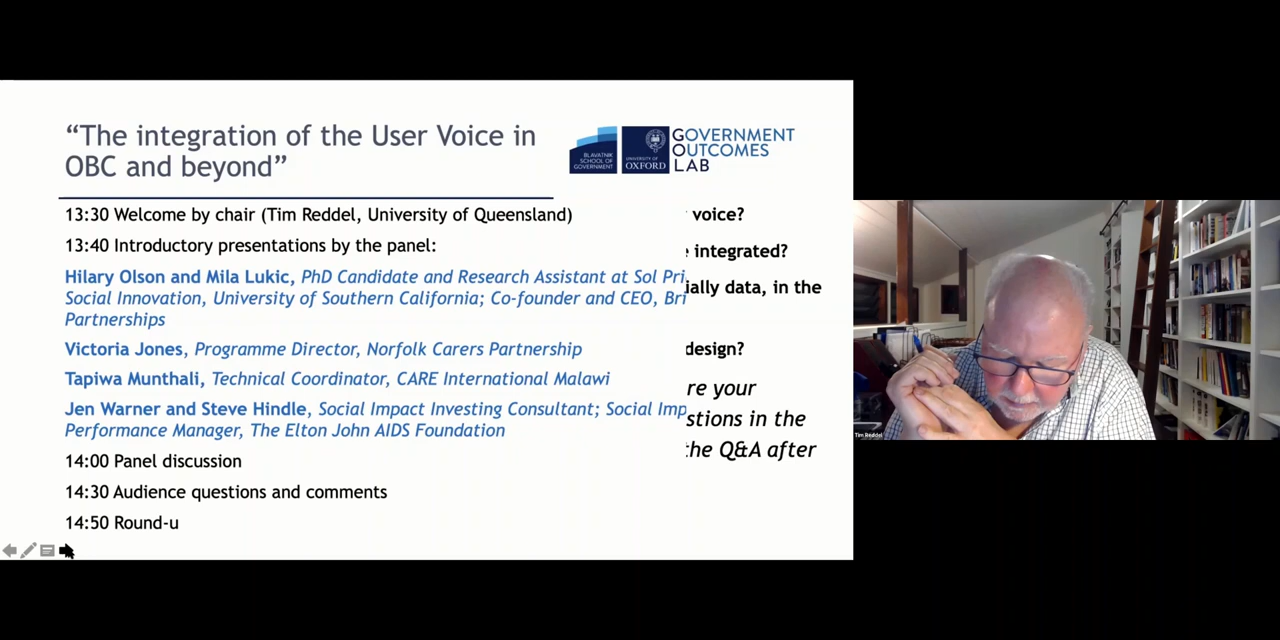 “The integration of the User Voice in
OBC and beyond”
BLAVATNIK
SCHOOL OF
GOVERNMENT
UNIVERSITY OF
OXFORD
GOVERNMENT
OUTCOMES
LAB
13:30 Welcome by chair (Tim Reddel, University of Queensland)
voice?
13:40 Introductory presentations by the panel:
integrated?
Hilary Olson and Mila Lukic, PhD Candidate and Research Assistant at Sol Pri
ially data, in the
Social Innovation, University of Southern California; Co-founder and CEO, Bri
Partnerships
Victoria Jones, Programme Director, Norfolk Carers Partnership
design?
Tapiwa Munthali, Technical Coordinator, CARE International Malawi
re your
Jen Warner and Steve Hindle, Social Impact Investing Consultant; Social Imp
stions in the
Performance Manager, The Elton John AIDS Foundation
the Q&A after
14:00 Panel discussion
14:30 Audience questions and comments
14:50 Round-u
Tim Reddel